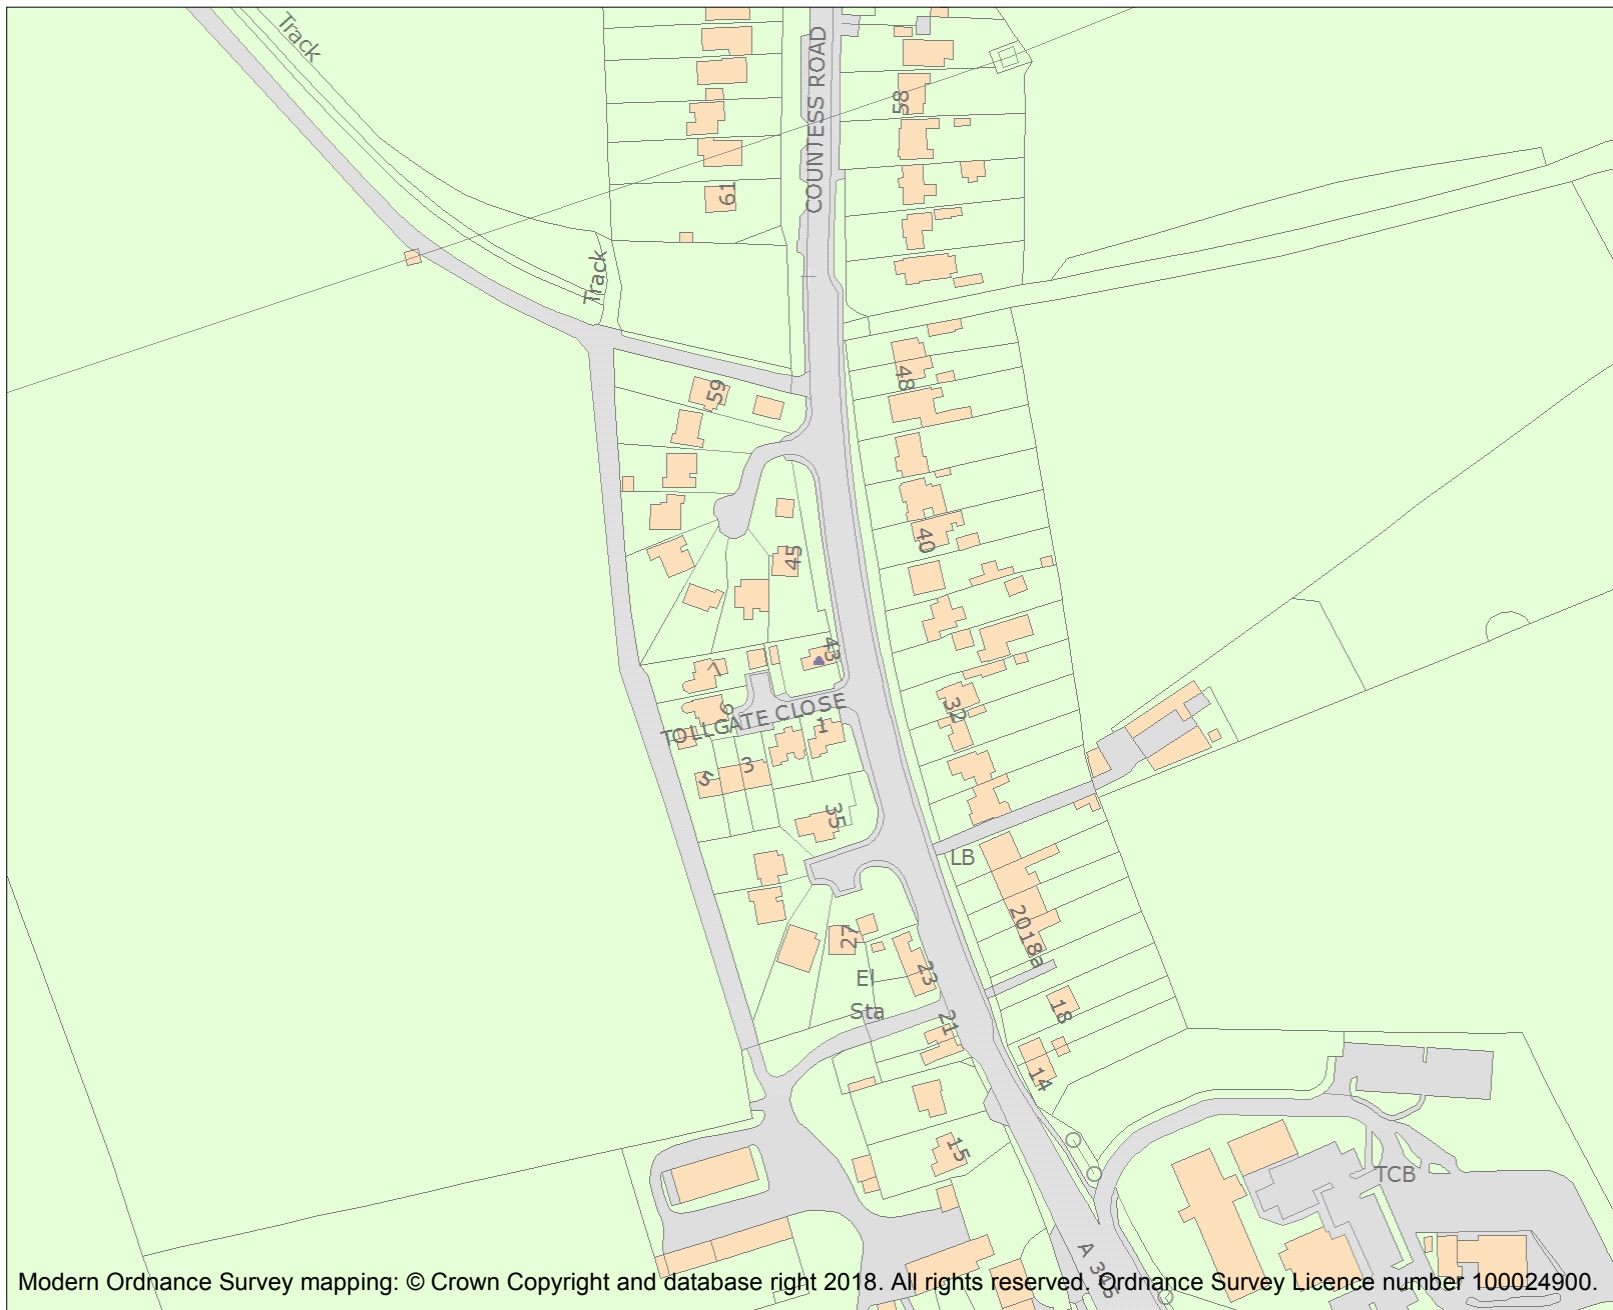 Track
COUNTESS ROAD
58
61
Track
59
48
40
45
43
7
6
TOLLGATE CLOSE
1
32
3
5
35
LB
2018a
27
23
El
Sta
21
18
14
15
TCB
A 345
Modern Ordnance Survey mapping: © Crown Copyright and database right 2018. All rights reserved. Ordnance Survey Licence number 100024900.